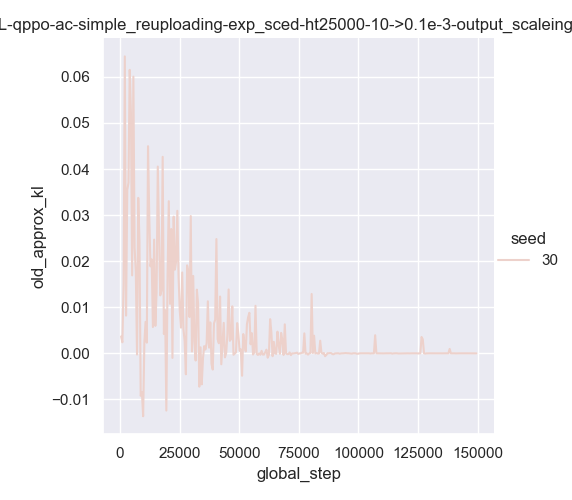 L-qppo-ac-simple_reuploading-exp_sced-ht25000-10->0.1e-3-output_scaleing
0.06
0.05
0.04
0.03
0.02
0.01
0.00
−0.01
old_approx_kl
0 25000 50000 75000 100000 125000 150000
global_step
seed
30